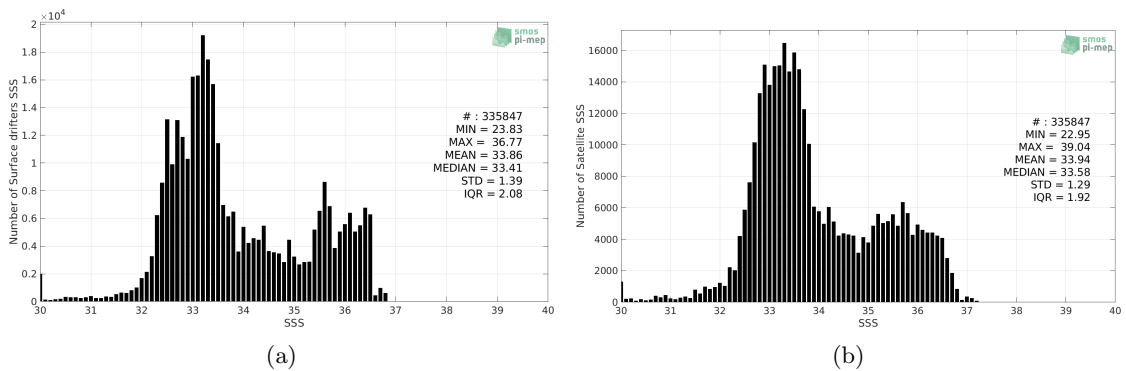 ×10⁴
2
1.8
1.6
1.4
1.2
1
0.8
0.6
0.4
0.2
0
Number of Surface drifters SSS
30 31 32 33 34 35 36 37 38 39 40
SSS
smos
pi-mep
# : 335847
MIN = 23.83
MAX = 36.77
MEAN = 33.86
MEDIAN = 33.41
STD = 1.39
IQR = 2.08
(a)
16000
14000
12000
10000
8000
6000
4000
2000
0
Number of Satellite SSS
30 31 32 33 34 35 36 37 38 39 40
SSS
smos
pi-mep
# : 335847
MIN = 22.95
MAX = 39.04
MEAN = 33.94
MEDIAN = 33.58
STD = 1.29
IQR = 1.92
(b)